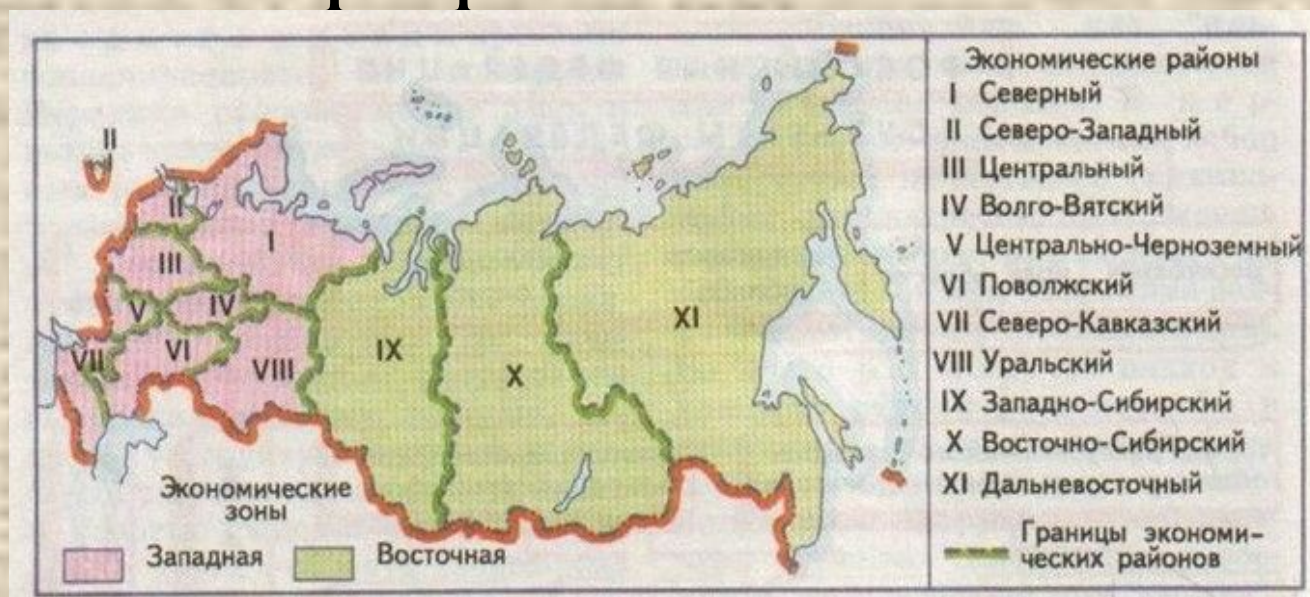 Экономические районы
I Северный
II Северо-Западный
III Центральный
IV Волго-Вятский
V Центрально-Черноземный
VI Поволжский
VII Северо-Кавказский
VIII Уральский
IX Западно-Сибирский
X Восточно-Сибирский
XI Дальневосточный
Границы экономи-
ческих районов
II
II
I
III
V
IV
VII
VI
VIII
IX
X
XI
Экономические
зоны
Западная
Восточная